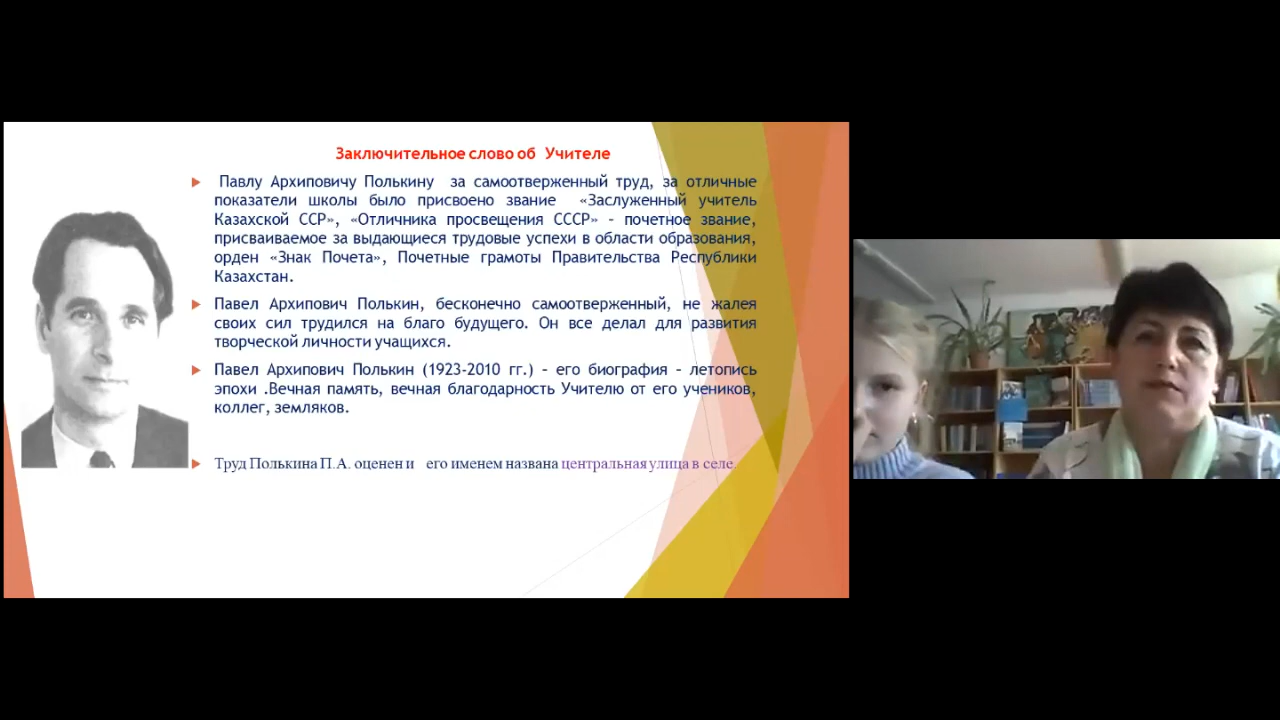 Заключительное слово об Учителе
Павлу Архиповичу Полькину за самоотверженный труд, за отличные
показатели школы было присвоено звание «Заслуженный учитель
Казахской ССР», «Отличника просвещения СССР» – почетное звание,
присваиваемое за выдающиеся трудовые успехи в области образования,
орден «Знак Почета», Почетные грамоты Правительства Республики
Казахстан.
Павел Архипович Полькин, бесконечно самоотверженный, не жалея
своих сил трудился на благо будущего. Он все делал для развития
творческой личности учащихся.
Павел Архипович Полькин (1923-2010 гг.) – его биография – летопись
эпохи .Вечная память, вечная благодарность Учителю от его учеников,
коллег, земляков.
Труд Полькина П.А. оценен и его именем названа центральная улица в селе.